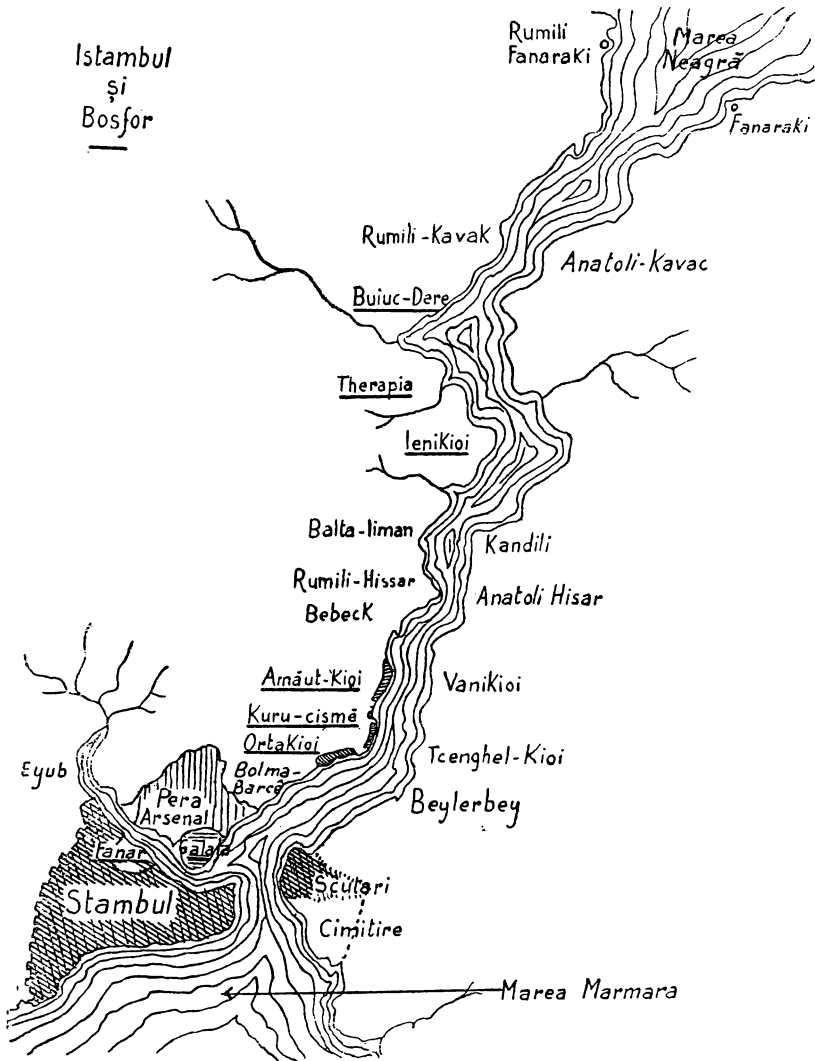 Istambul
și
Bosfor
Rumili
Fanaraki
Marea
Neagră
Fanaraki
Rumili-Kavak
Anatoli-Kavac
Buiuc-Dere
Therapia
IeniKioi
Balta-liman
Kandili
Rumili-Hissar
Bebeck
Anatoli Hisar
Arnăut-Kioi
VaniKioi
Kuru-cismē
OrtaKioi
Tcenghel-Kioi
Eyub
Bolma-
Barcē
Pera
Arsenal
Beylerbey
Fanar
Galata
Stambul
Scutari
Cimitire
Marea Marmara